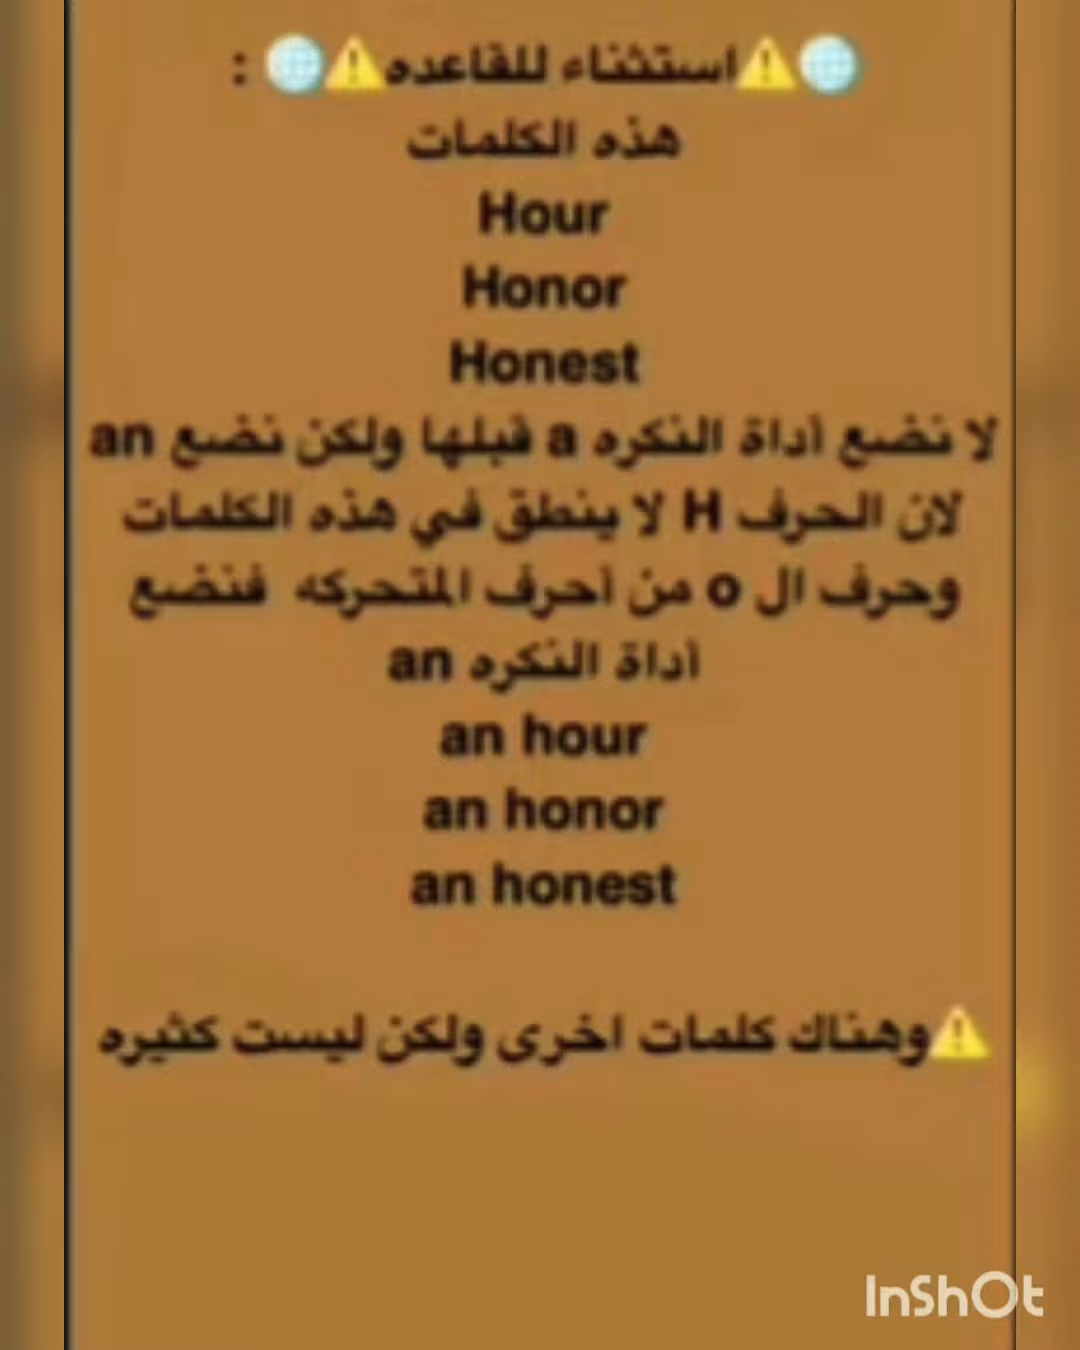 🌐⚠️استثناء للقاعده⚠️🌐 :
هذه الكلمات
Hour
Honor
Honest
لا نضع أداة النكره a قبلها ولكن نضع an
لان الحرف H لا ينطق في هذه الكلمات
وحرف ال o من أحرف المتحركه فنضع
أداة النكره an
an hour
an honor
an honest
⚠️وهناك كلمات اخرى ولكن ليست كثيره
InShOt